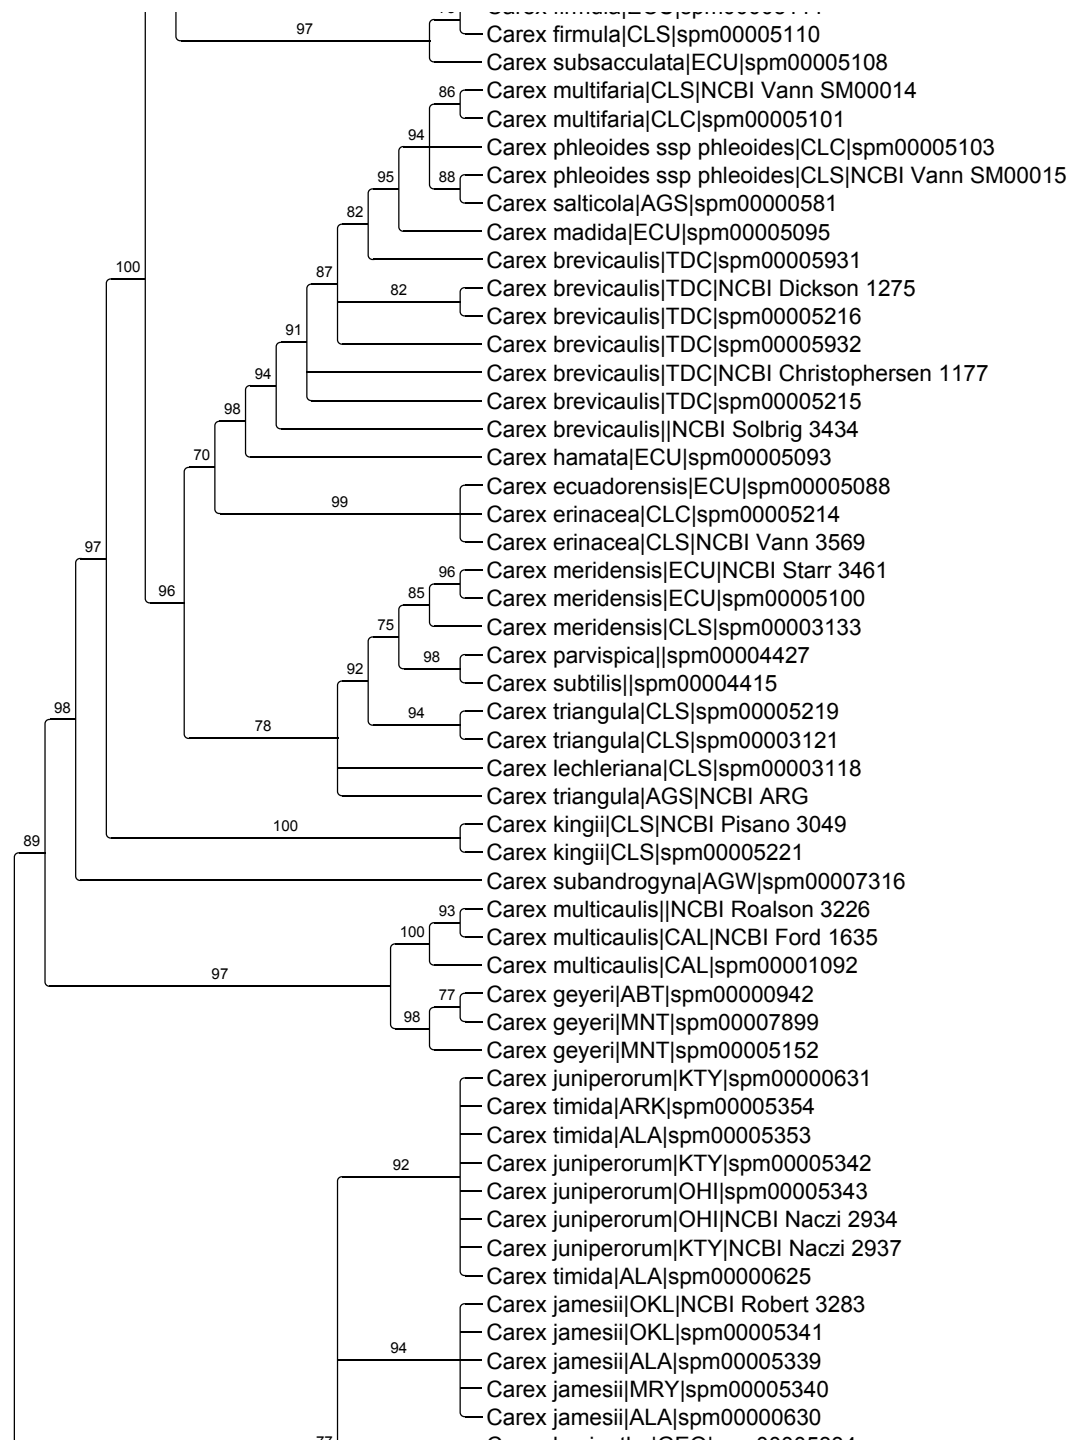 97
Carex firmula|CLS|spm00005110
Carex subsacculata|ECU|spm00005108
86
Carex multifaria|CLS|NCBI Vann SM00014
Carex multifaria|CLC|spm00005101
94
Carex phleoides ssp phleoides|CLC|spm00005103
95
88
Carex phleoides ssp phleoides|CLS|NCBI Vann SM00015
Carex salticola|AGS|spm00000581
82
Carex madida|ECU|spm00005095
Carex brevicaulis|TDC|spm00005931
100
87
82
Carex brevicaulis|TDC|NCBI Dickson 1275
Carex brevicaulis|TDC|spm00005216
91
Carex brevicaulis|TDC|spm00005932
94
Carex brevicaulis|TDC|NCBI Christophersen 1177
Carex brevicaulis|TDC|spm00005215
98
Carex brevicaulis||NCBI Solbrig 3434
70
Carex hamata|ECU|spm00005093
Carex ecuadorensis|ECU|spm00005088
99
Carex erinacea|CLC|spm00005214
97
Carex erinacea|CLS|NCBI Vann 3569
96
96
Carex meridensis|ECU|NCBI Starr 3461
85
Carex meridensis|ECU|spm00005100
75
Carex meridensis|CLS|spm00003133
92
98
Carex parvispica||spm00004427
Carex subtilis||spm00004415
98
78
94
Carex triangula|CLS|spm00005219
Carex triangula|CLS|spm00003121
Carex lechleriana|CLS|spm00003118
Carex triangula|AGS|NCBI ARG
89
100
Carex kingii|CLS|NCBI Pisano 3049
Carex kingii|CLS|spm00005221
Carex subandrogyna|AGW|spm00007316
93
Carex multicaulis||NCBI Roalson 3226
100
Carex multicaulis|CAL|NCBI Ford 1635
97
Carex multicaulis|CAL|spm00001092
77
Carex geyeri|ABT|spm00000942
98
Carex geyeri|MNT|spm00007899
Carex geyeri|MNT|spm00005152
Carex juniperorum|KTY|spm00000631
Carex timida|ARK|spm00005354
Carex timida|ALA|spm00005353
92
Carex juniperorum|KTY|spm00005342
Carex juniperorum|OHI|spm00005343
Carex juniperorum|OHI|NCBI Naczi 2934
Carex juniperorum|KTY|NCBI Naczi 2937
Carex timida|ALA|spm00000625
Carex jamesii|OKL|NCBI Robert 3283
Carex jamesii|OKL|spm00005341
94
Carex jamesii|ALA|spm00005339
Carex jamesii|MRY|spm00005340
Carex jamesii|ALA|spm00000630